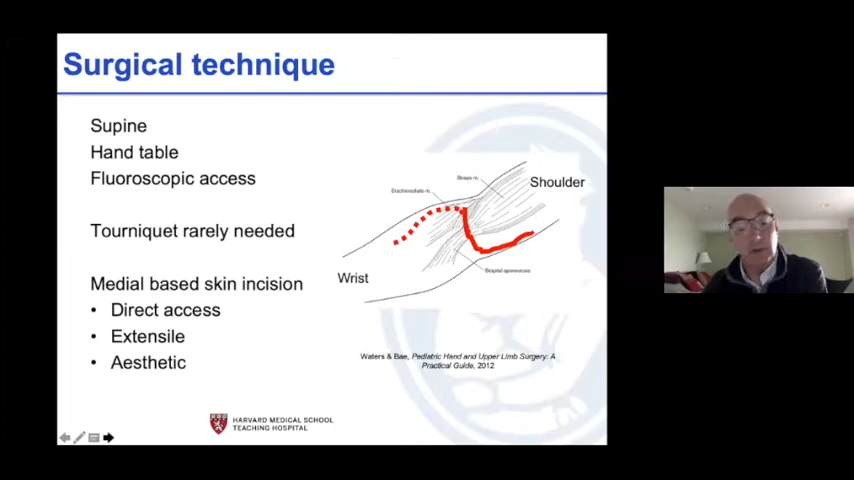 Surgical technique
Supine
Hand table
Fluoroscopic access
Tourniquet rarely needed
Medial based skin incision
• Direct access
• Extensile
• Aesthetic
Biceps m.
Shoulder
Brachioradialis m.
Wrist
Bicipital aponeurosis
Waters & Bae, Pediatric Hand and Upper Limb Surgery: A
Practical Guide, 2012
HARVARD MEDICAL SCHOOL
TEACHING HOSPITAL